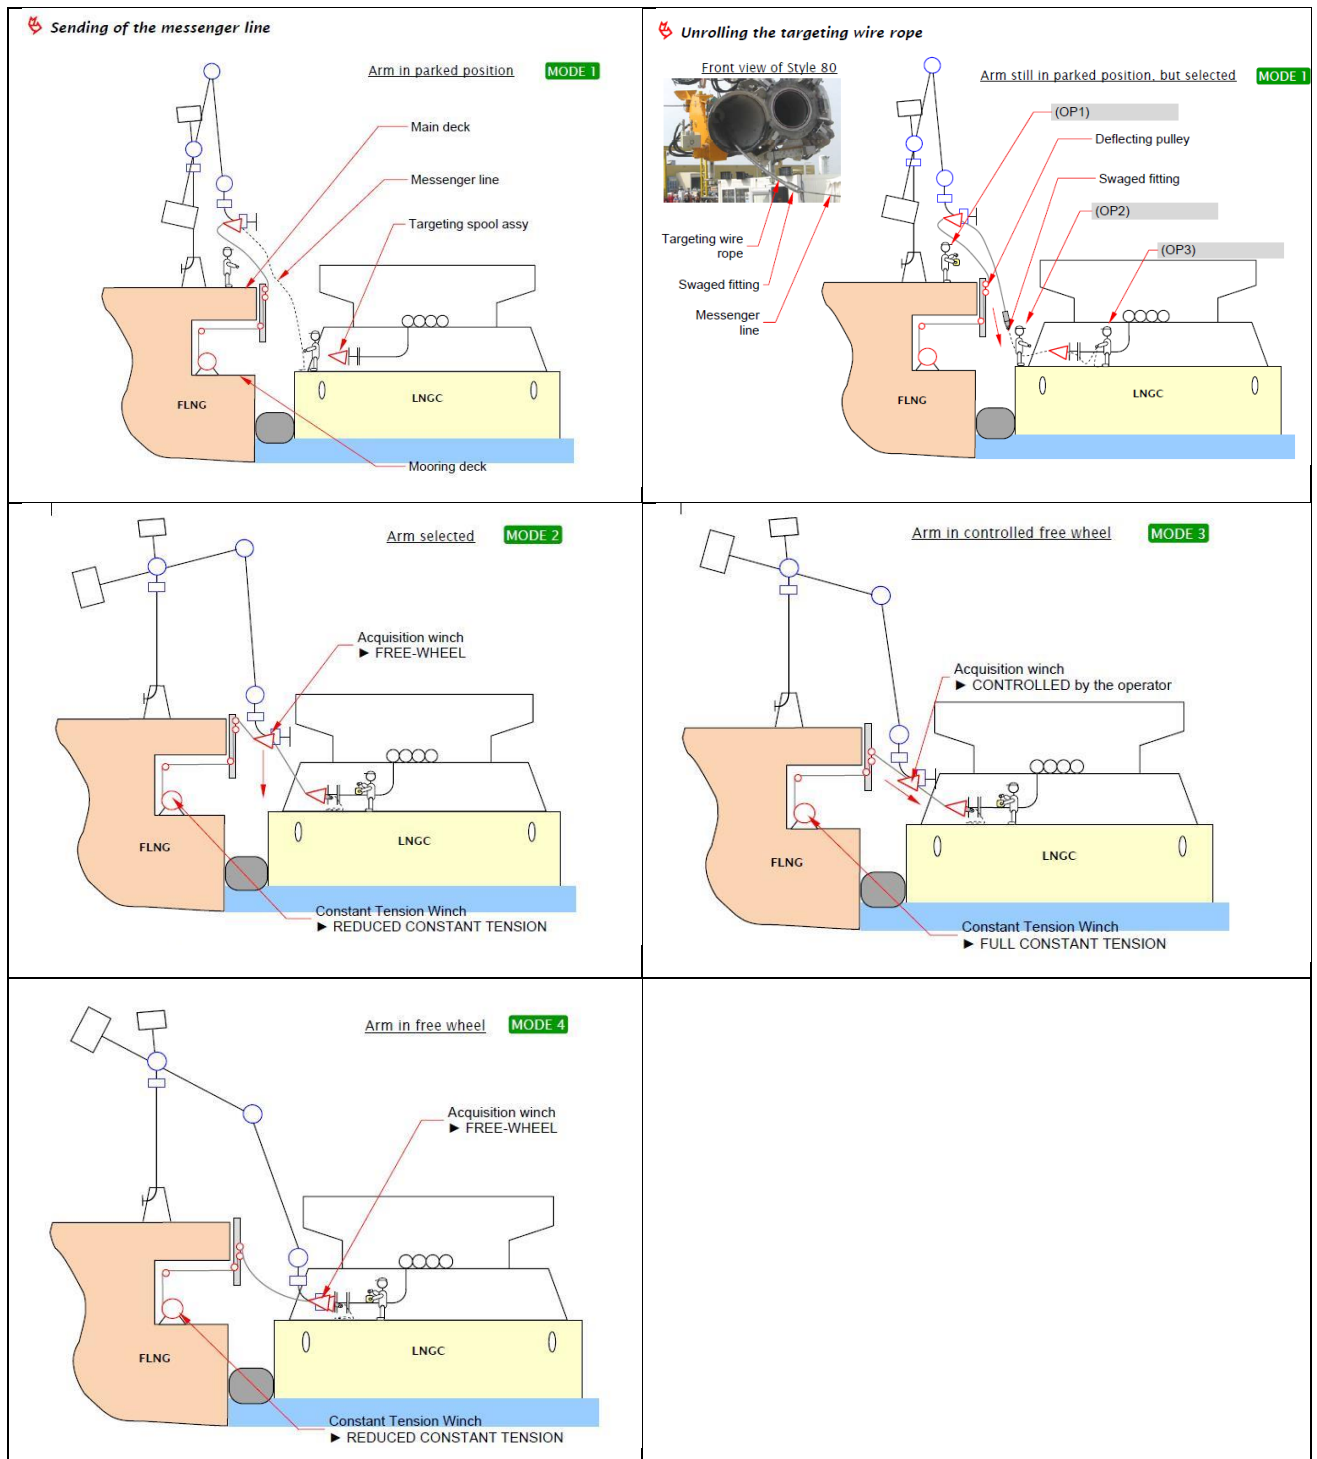 Sending of the messenger line
Arm in parked position
MODE 1
Main deck
Messenger line
Targeting spool assy
FLNG
LNGC
Mooring deck
Unrolling the targeting wire rope
Front view of Style 80
Arm still in parked position, but selected
MODE 1
(OP1)
Deflecting pulley
Swaged fitting
(OP2)
(OP3)
Targeting wire
rope
Swaged fitting
Messenger
line
FLNG
LNGC
Arm selected
MODE 2
Acquisition winch
► FREE-WHEEL
FLNG
LNGC
Constant Tension Winch
► REDUCED CONSTANT TENSION
Arm in controlled free wheel
MODE 3
Acquisition winch
► CONTROLLED by the operator
FLNG
LNGC
Constant Tension Winch
► FULL CONSTANT TENSION
Arm in free wheel
MODE 4
Acquisition winch
► FREE-WHEEL
FLNG
LNGC
Constant Tension Winch
► REDUCED CONSTANT TENSION